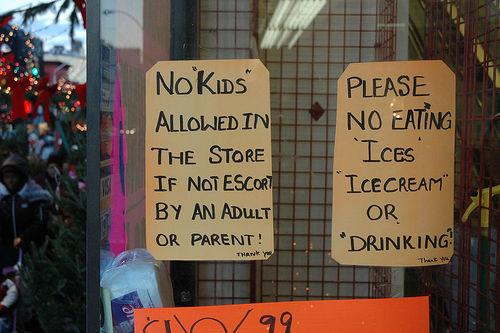 NO "KIDS"
ALLOWED IN
THE STORE
IF NOT ESCORT
BY AN ADULT
OR PARENT!
THANK YOU
PLEASE
NO EATING
"ICES
"ICECREAM"
OR
"DRINKING"
THANK YOU
99